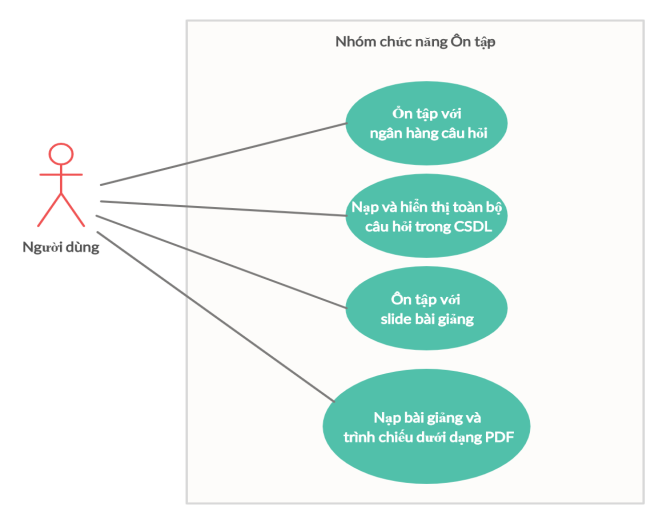 Nhóm chức năng Ôn tập
Ôn tập với
ngân hàng câu hỏi
Nạp và hiển thị toàn bộ
câu hỏi trong CSDL
Người dùng
Ôn tập với
slide bài giảng
Nạp bài giảng và
trình chiếu dưới dạng PDF